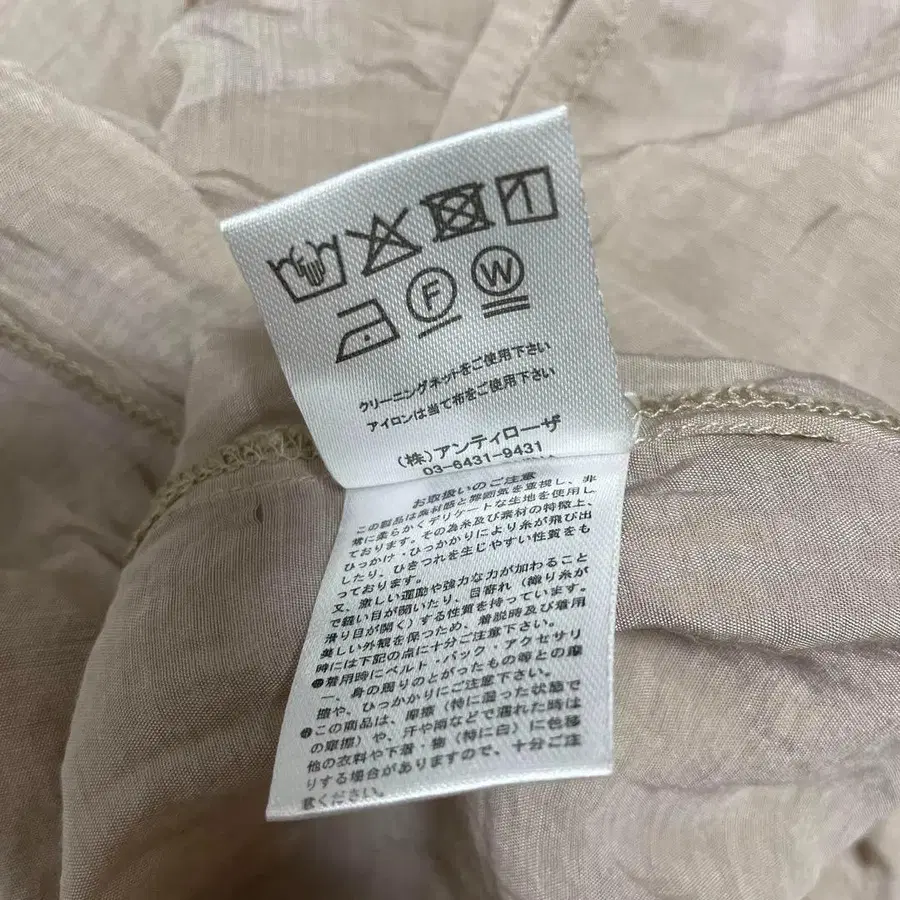 F W
クリーニングネットをご使用下さい
アイロンは当て布をご使用下さい
(株)アンティローザ
03-6431-9431
お取扱いのご注意
この製品は素材感と雰囲気を重視し、非
常に柔らかくデリケートな生地を使用し
ております。その為糸及び素材の特徴上、
ひっかけ・ひっかかりにより糸が飛び出
したり、ひきつれを生じやすい性質をも
っております。
又、激しい運動や強力な力が加わること
で縫い目が開いたり、目寄れ(織り糸が
滑り目が開く)する性質を持っています。
美しい外観を保つため、着脱時及び着用
時には下記の点に十分ご注意下さい。
●着用時にベルト・バック・アクセサリ
ー、身の周りのとがったもの等との摩
擦や、ひっかかりにご注意下さい。
●この商品は、摩擦(特に湿った状態で
の摩擦)や、汗や雨などで濡れた時は
他の衣料や下着・鞄(特に白)に色移
りする場合がありますので、十分ご注
意ください。